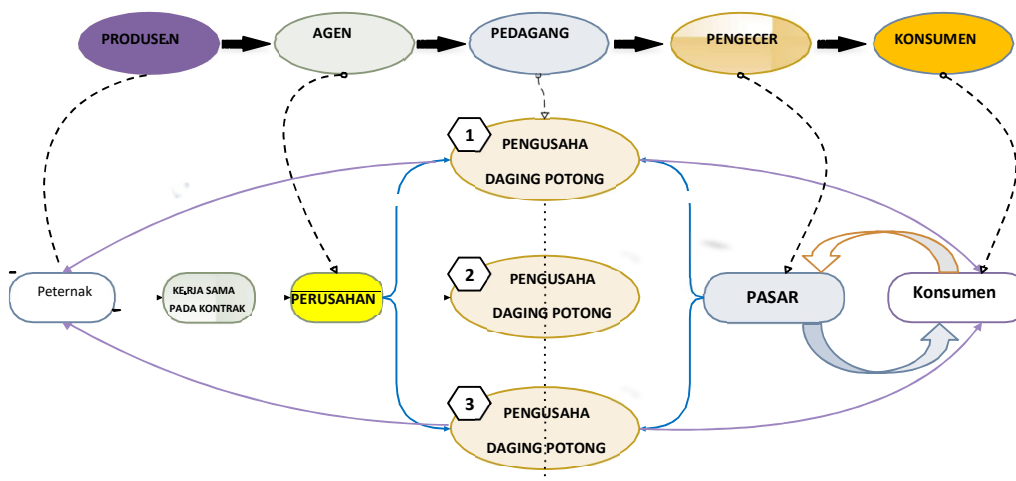 PRODUSEN
AGEN
PEDAGANG
PENGECER
KONSUMEN
1
PENGUSAHA
DAGING POTONG
Peternak
KERJA SAMA
PADA KONTRAK
PERUSAHAN
2
PENGUSAHA
DAGING POTONG
PASAR
Konsumen
3
PENGUSAHA
DAGING POTONG